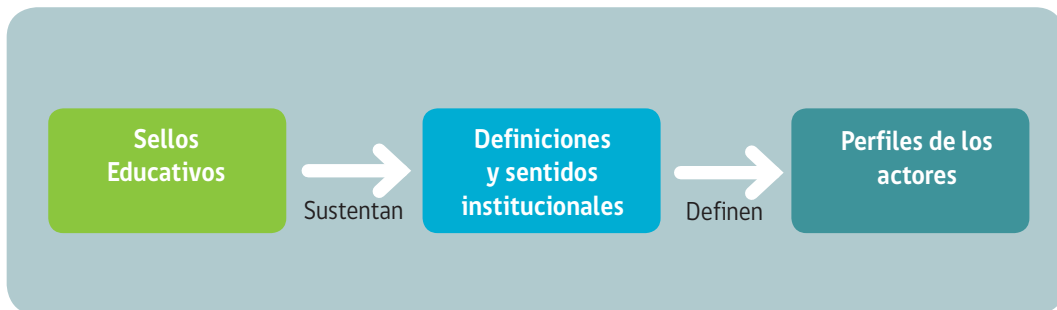 Sellos
Educativos
Sustentan
Definiciones
y sentidos
institucionales
Definen
Perfiles de los
actores